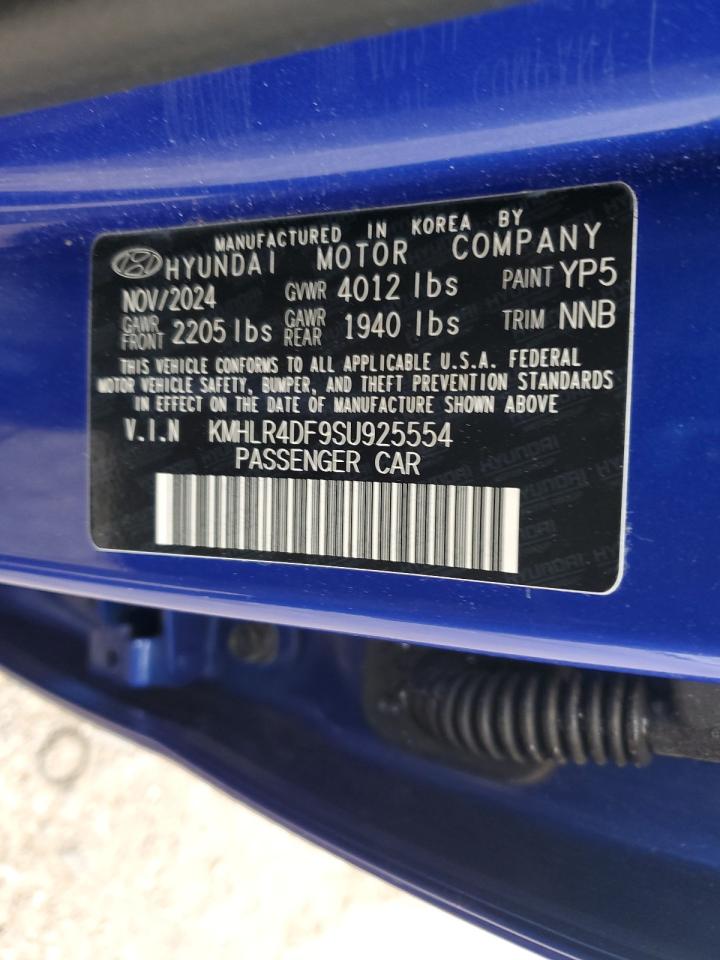 MANUFACTURED IN KOREA BY
HYUNDAI MOTOR COMPANY
NOV/2024 GVWR 4012 lbs PAINT YP5
GAWR FRONT 2205 lbs GAWR REAR 1940 lbs TRIM NNB
THIS VEHICLE CONFORMS TO ALL APPLICABLE U.S.A. FEDERAL
MOTOR VEHICLE SAFETY, BUMPER, AND THEFT PREVENTION STANDARDS
IN EFFECT ON THE DATE OF MANUFACTURE SHOWN ABOVE
V.I.N KMHLR4DF9SU925554
PASSENGER CAR